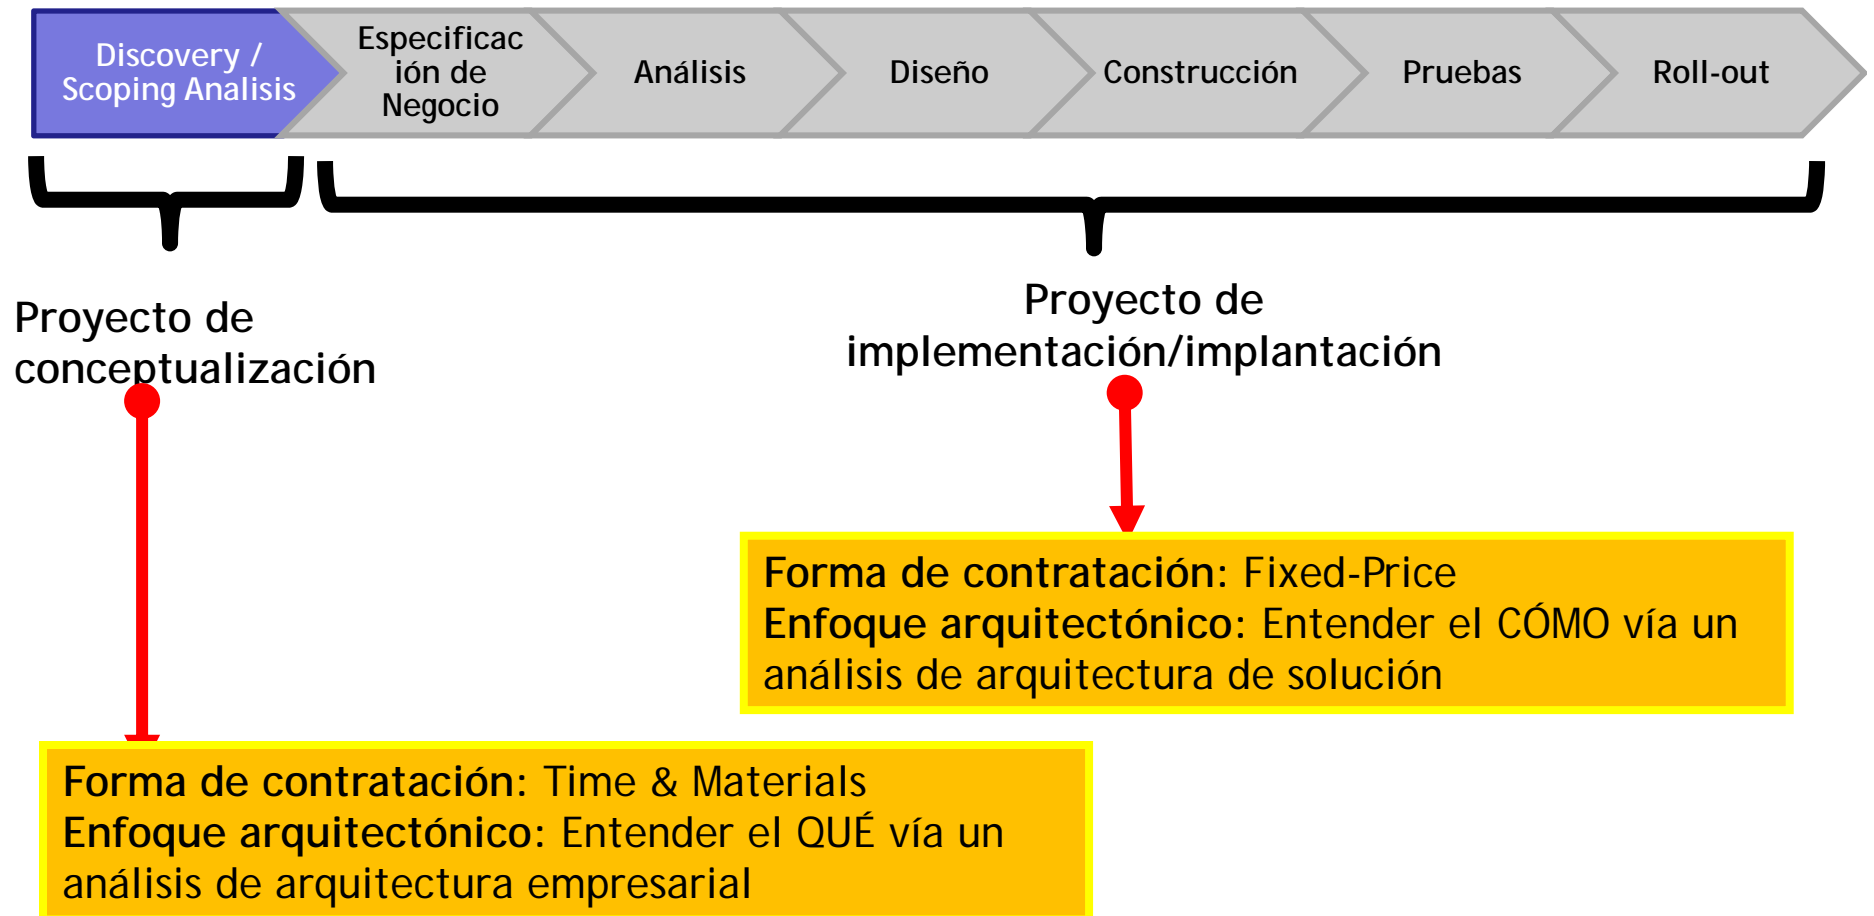 Discovery /
Scoping Analisis
Especificac
ión de
Negocio
Análisis
Diseño
Construcción
Pruebas
Roll-out
Proyecto de
conceptualización
Proyecto de
implementación/implantación
Forma de contratación: Fixed-Price
Enfoque arquitectónico: Entender el CÓMO vía un
análisis de arquitectura de solución
Forma de contratación: Time & Materials
Enfoque arquitectónico: Entender el QUÉ vía un
análisis de arquitectura empresarial